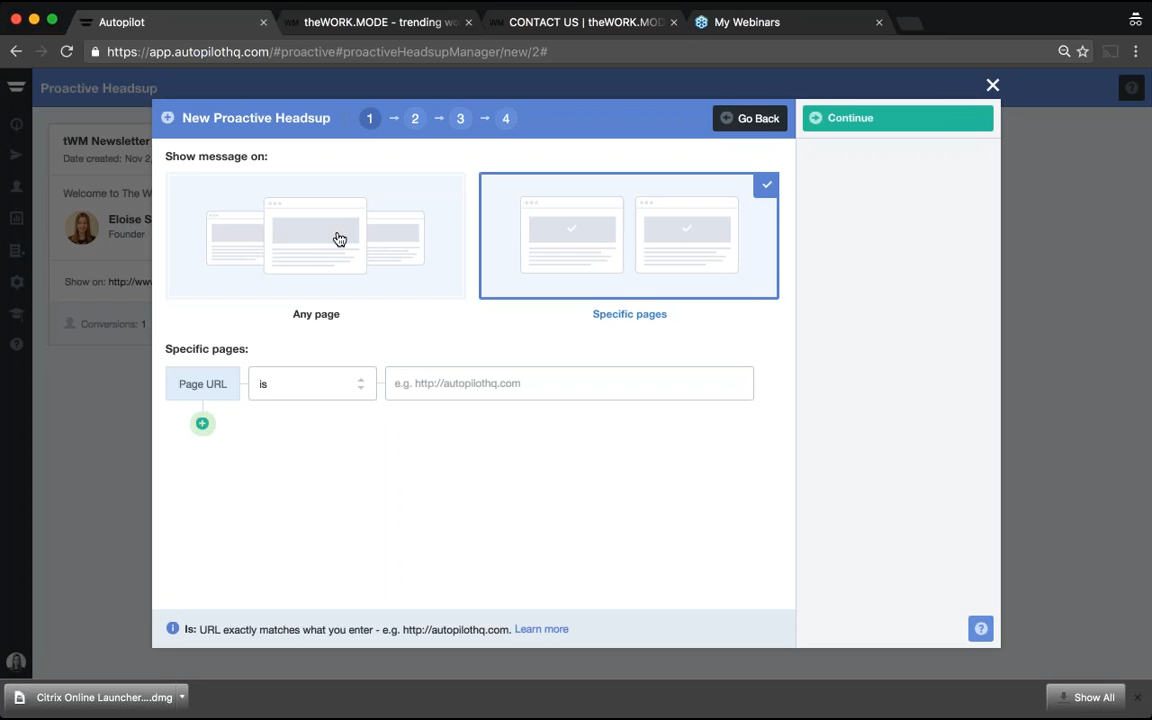 Autopilot
theWORK.MODE - trending wo
CONTACT US | theWORK.MOD
My Webinars
https://app.autopilothq.com/#proactive#proactiveHeadsupManager/new/2#
Proactive Headsup
New Proactive Headsup 1 2 3 4
Go Back
Continue
tWM Newsletter
Date created: Nov 2,
Welcome to The W
Eloise S
Founder
Show on: http://www
Conversions: 1
Show message on:
Any page
Specific pages
Specific pages:
Page URL
is
e.g. http://autopilothq.com
Is: URL exactly matches what you enter - e.g. http://autopilothq.com. Learn more
Citrix Online Launcher....dmg
Show All